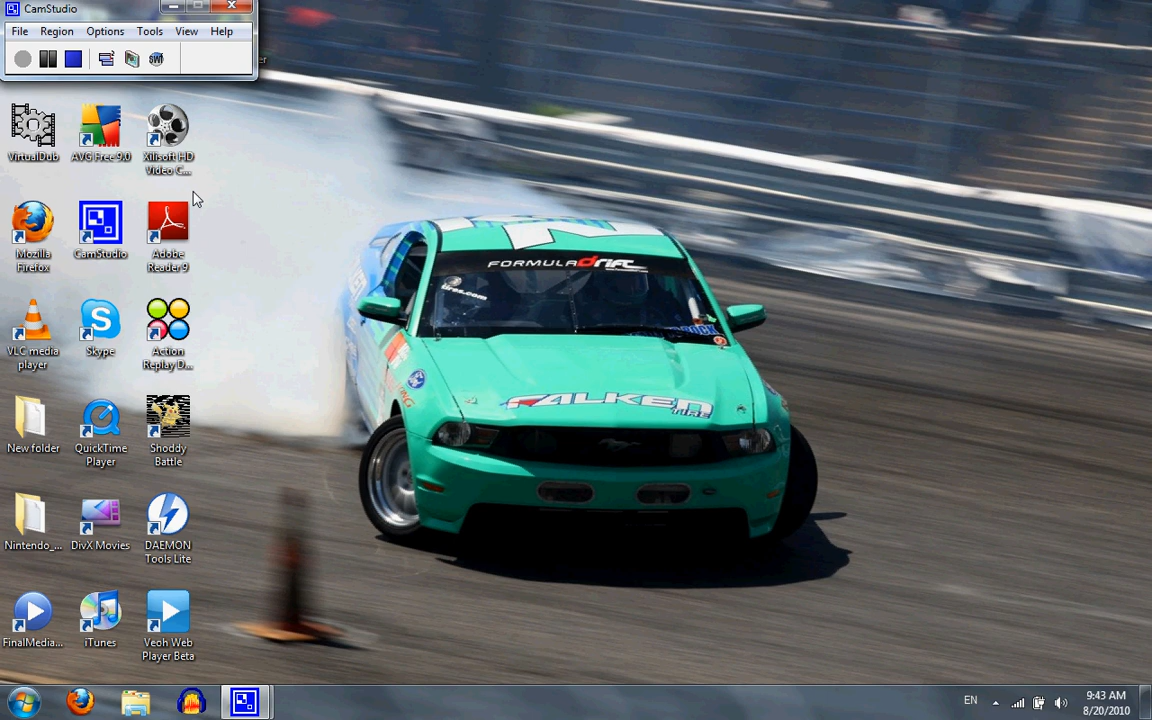 CamStudio
File Region Options Tools View Help
VirtualDub
AVG Free 9.0
Xilisoft HD
Video C...
Mozilla
Firefox
CamStudio
Adobe
Reader 9
VLC media
player
Skype
Action
Replay D...
New folder
QuickTime
Player
Shoddy
Battle
Nintendo_...
DivX Movies
DAEMON
Tools Lite
FinalMedia...
iTunes
Veoh Web
Player Beta
FORMULA DRIFT
FALKEN
TIRE
EN
9:43 AM
8/20/2010